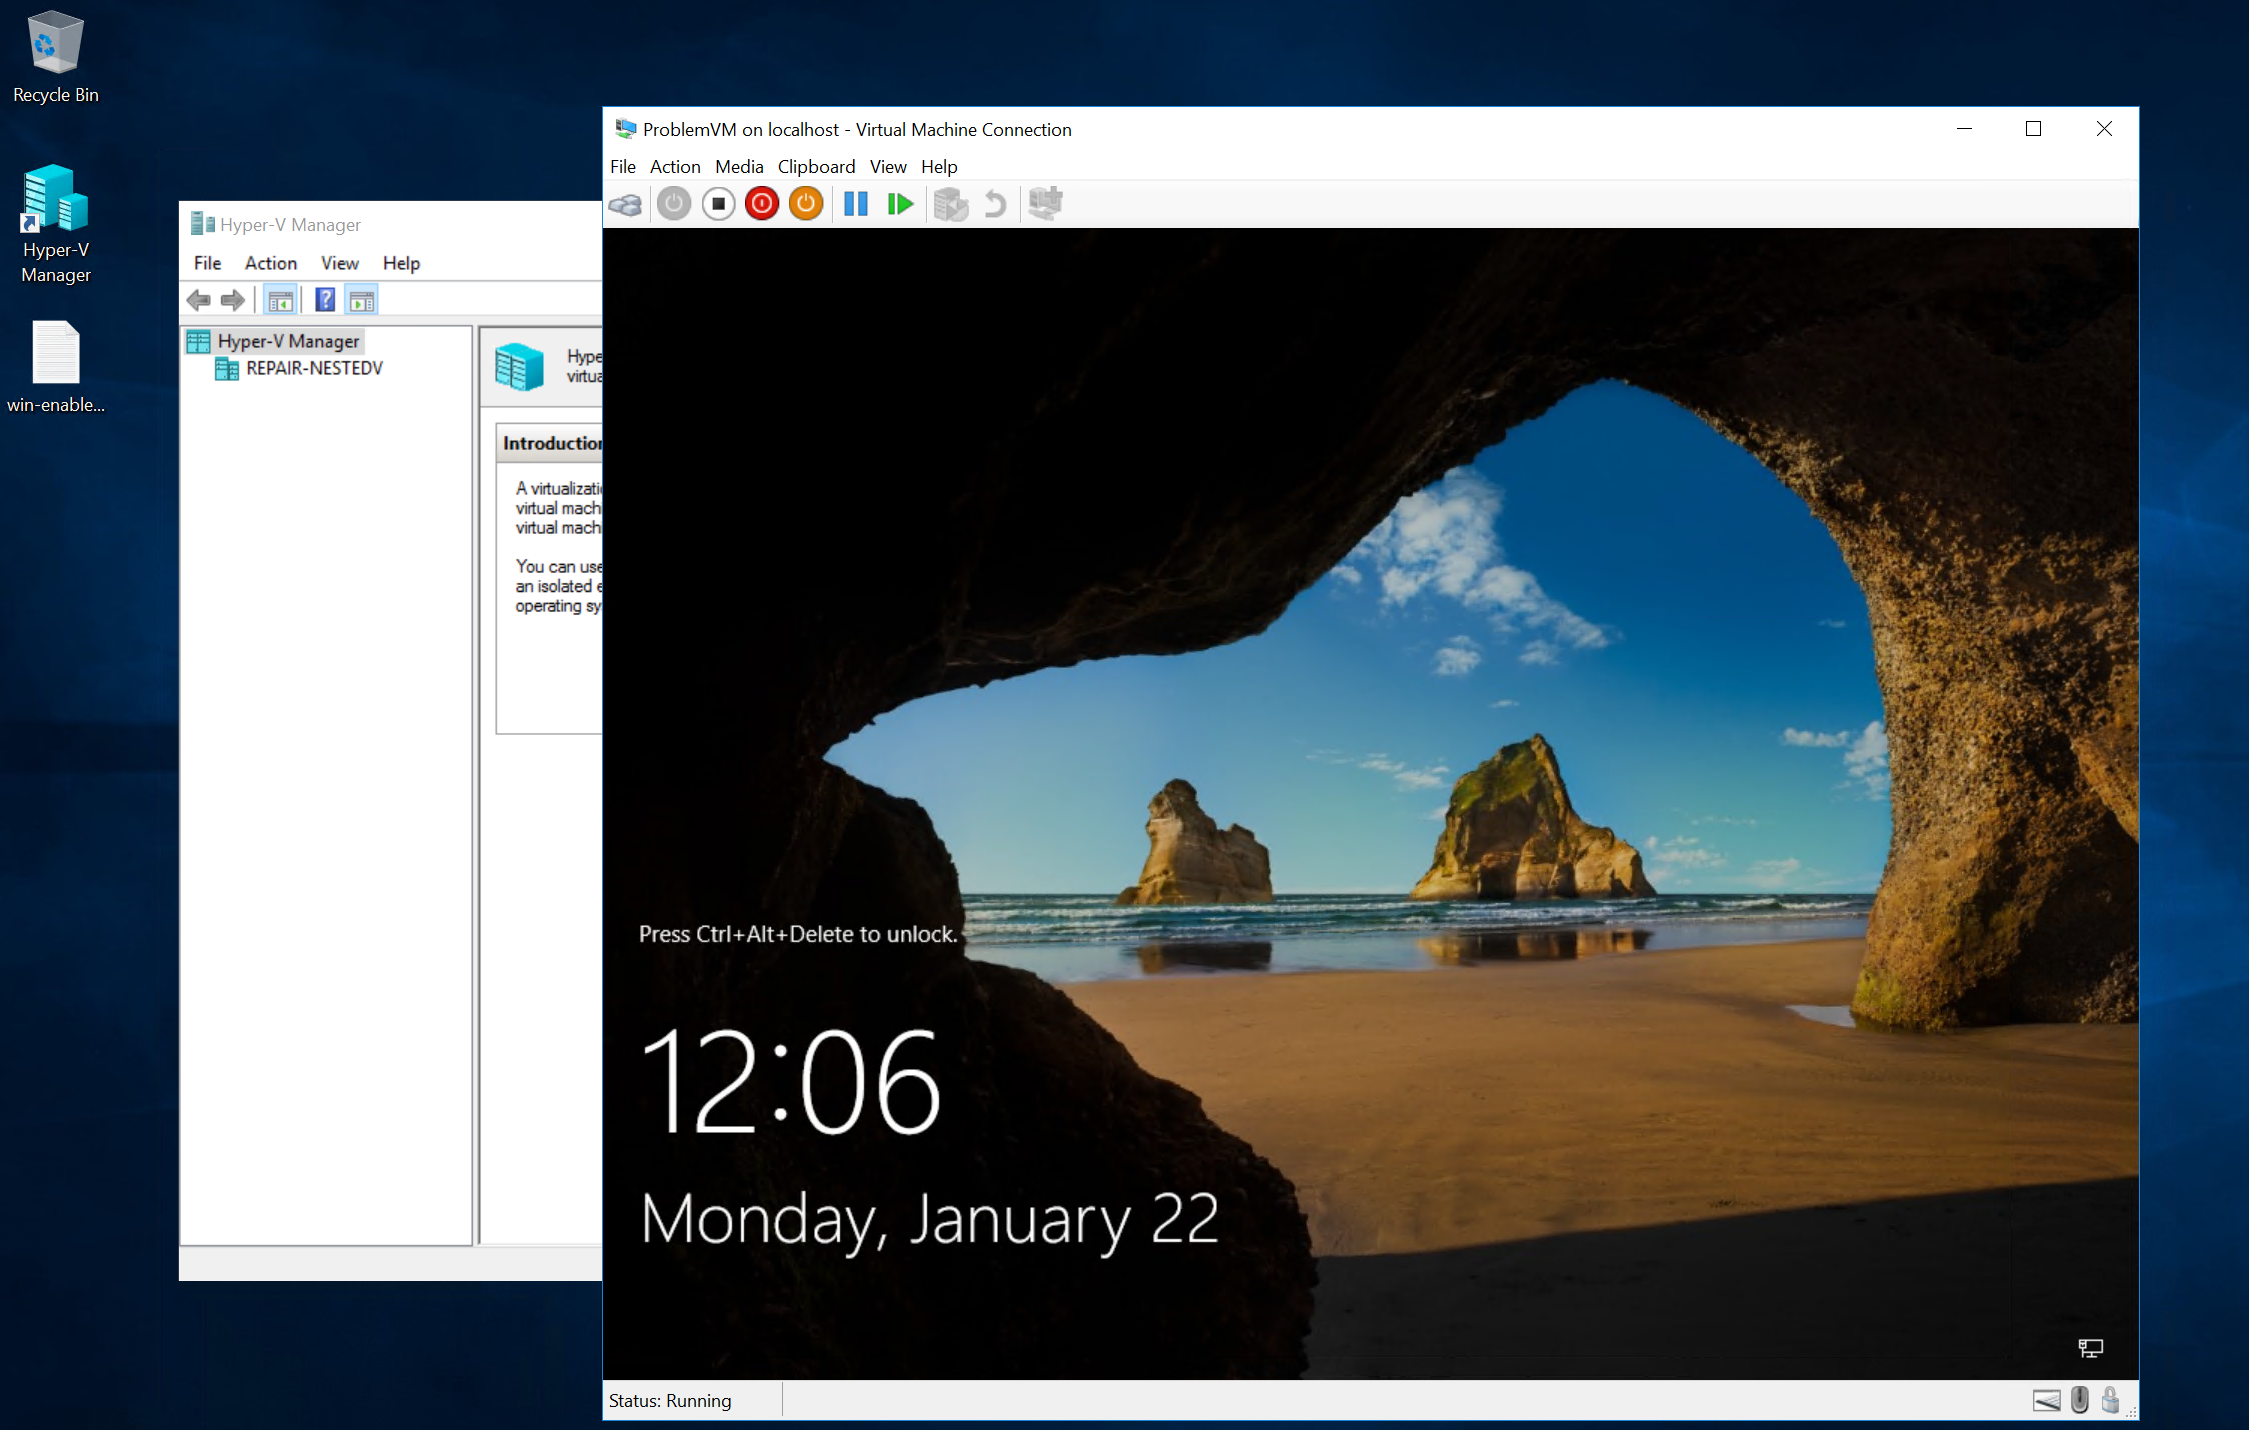 Recycle Bin
Hyper-V
Manager
win-enable...
Hyper-V Manager
File Action View Help
Hyper-V Manager
REPAIR-NESTEDV
Hype
virtua
Introduction
A virtualizati
virtual mach
virtual mach
You can use
an isolated e
operating sy
ProblemVM on localhost - Virtual Machine Connection
File Action Media Clipboard View Help
Press Ctrl+Alt+Delete to unlock.
12:06
Monday, January 22
Status: Running